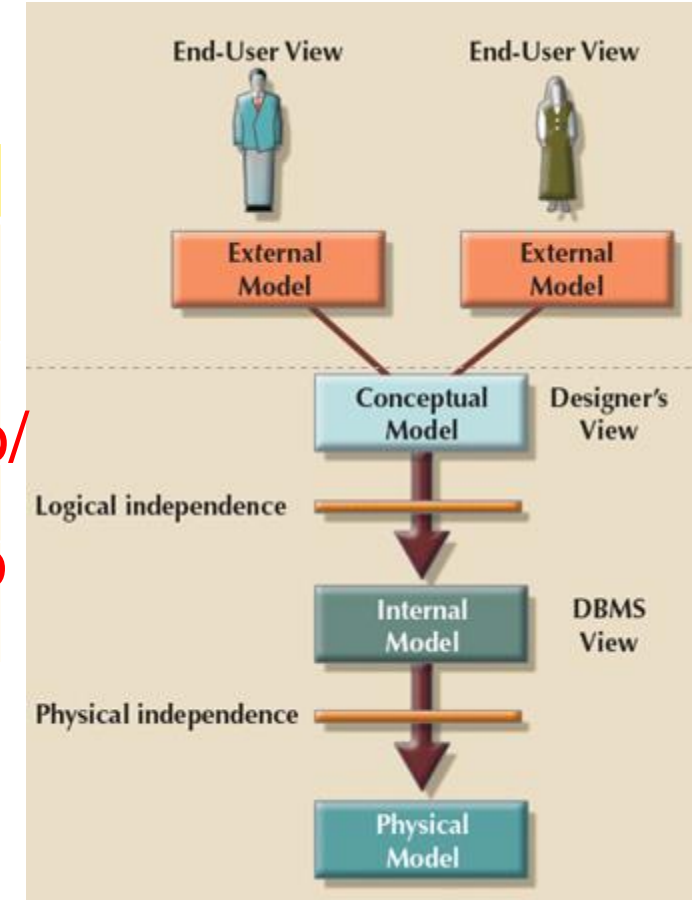 End-User View
End-User View
External
Model
External
Model
Conceptual
Model
Designer's
View
Logical independence
Internal
Model
DBMS
View
Physical independence
Physical
Model